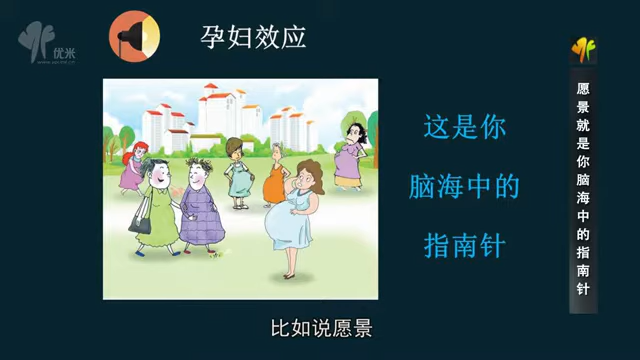 优米
孕妇效应
这是你
脑海中的
指南针
愿景就是你脑海中的指南针
比如说愿景